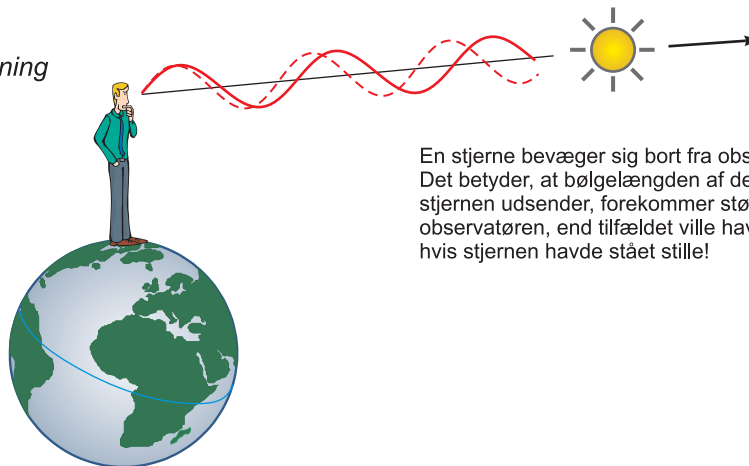 ning
En stjerne bevæger sig bort fra obs
Det betyder, at bølgelængden af de
stjernen udsender, forekommer stø
observatøren, end tilfældet ville hav
hvis stjernen havde stået stille!